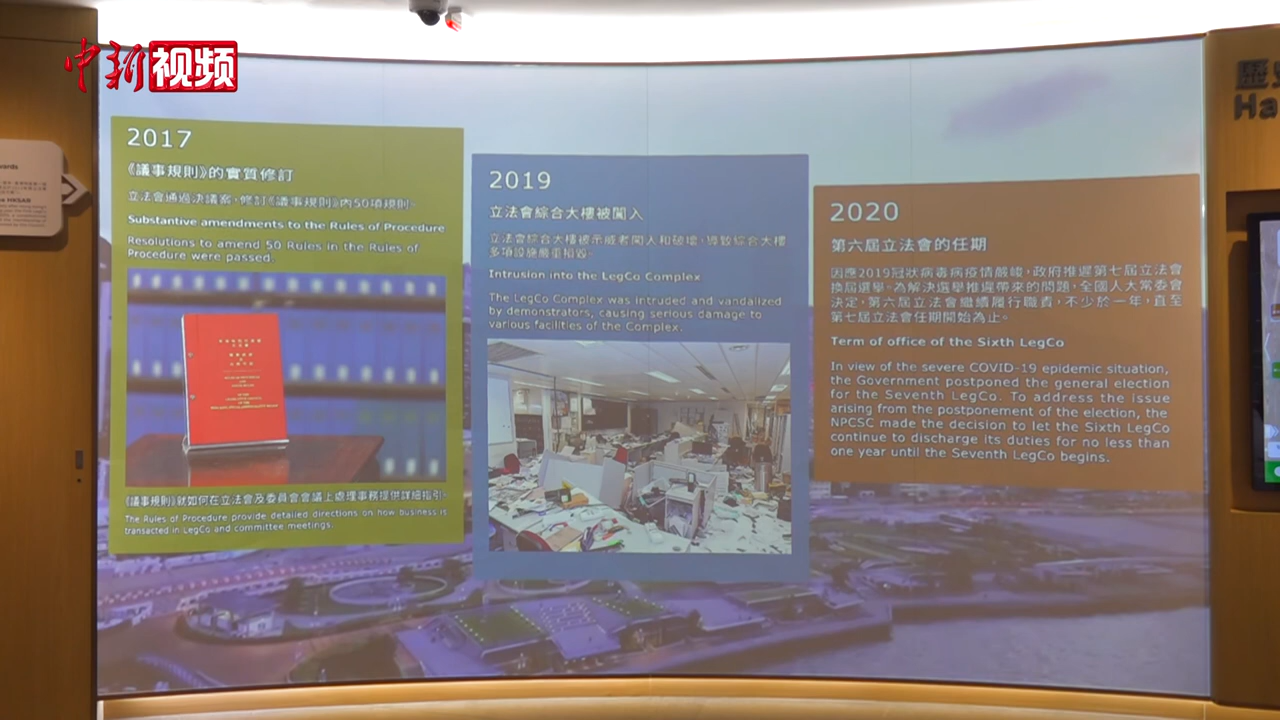 中新视频
2017
《議事規則》的實質修訂
立法會通過決議案，修訂《議事規則》內50項規則。
Substantive amendments to the Rules of Procedure
Resolutions to amend 50 Rules in the Rules of
Procedure were passed.
《議事規則》就如何在立法會及委員會會議上處理事務提供詳細指引。
The Rules of Procedure provide detailed directions on how business is
transacted in LegCo and committee meetings.
2019
立法會綜合大樓被闖入
立法會綜合大樓被示威者闖入和破壞，導致綜合大樓
多項設施嚴重損毀。
Intrusion into the LegCo Complex
The LegCo Complex was intruded and vandalized
by demonstrators, causing serious damage to
various facilities of the Complex.
2020
第六屆立法會的任期
因應2019冠狀病毒病疫情嚴峻，政府推遲第七屆立法會
換屆選舉。為解決選舉推遲帶來的問題，全國人大常委會
決定，第六屆立法會繼續履行職責，不少於一年，直至
第七屆立法會任期開始為止。
Term of office of the Sixth LegCo
In view of the severe COVID-19 epidemic situation,
the Government postponed the general election
for the Seventh LegCo. To address the issue
arising from the postponement of the election, the
NPCSC made the decision to let the Sixth LegCo
continue to discharge its duties for no less than
one year until the Seventh LegCo begins.
HKSAR
歷
Ha